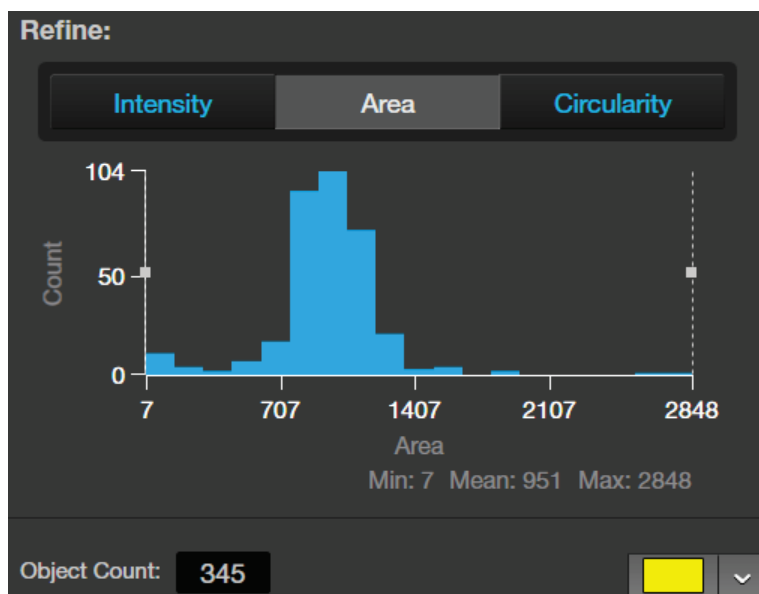 Refine:
Intensity Area Circularity
104
50
0
Count
7 707 1407 2107 2848
Area
Min: 7 Mean: 951 Max: 2848
Object Count: 345